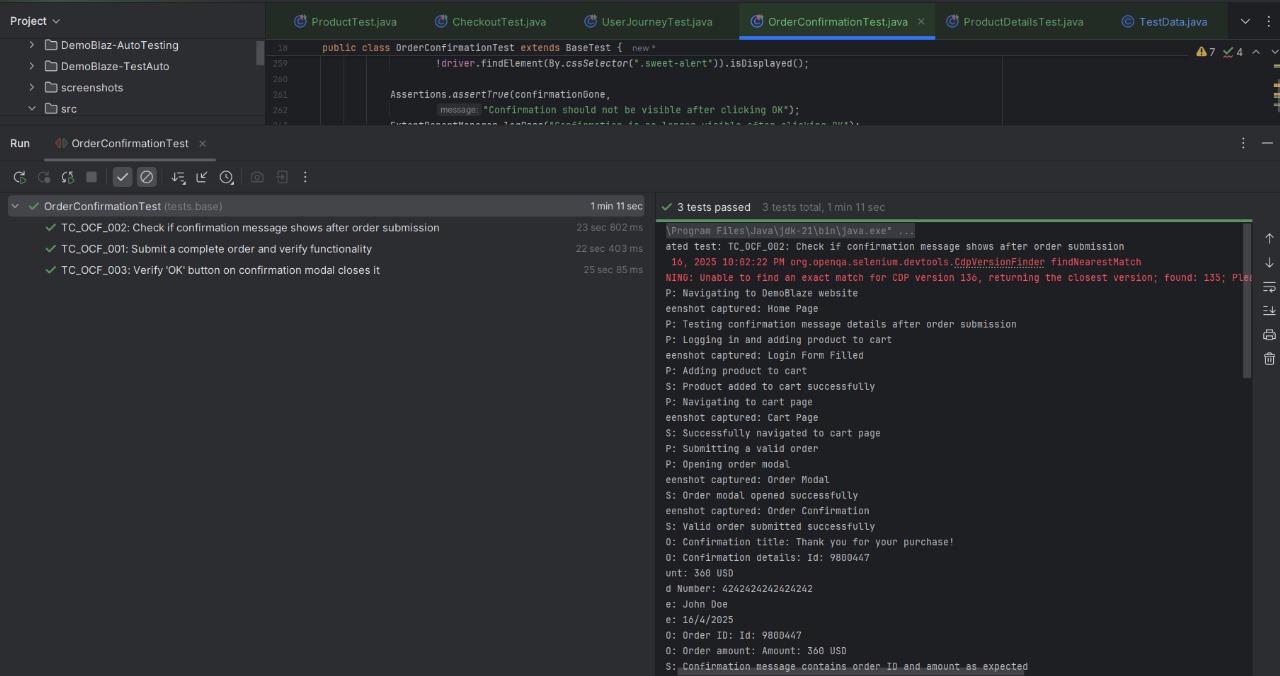 Project
ProductTest.java
CheckoutTest.java
UserJourneyTest.java
OrderConfirmationTest.java
ProductDetailsTest.java
TestData.java
DemoBlaz-AutoTesting
DemoBlaze-TestAuto
screenshots
src
18 public class OrderConfirmationTest extends BaseTest { new *
7 4
259 !driver.findElement(By.cssSelector(".sweet-alert")).isDisplayed();
260
261 Assertions.assertTrue(confirmationGone,
262 message: "Confirmation should not be visible after clicking OK");
263 ExtentReportManager.logPass("Confirmation is no longer visible after clicking OK");
Run OrderConfirmationTest
OrderConfirmationTest (tests.base) 1 min 11 sec
TC_OCF_002: Check if confirmation message shows after order submission 23 sec 802 ms
TC_OCF_001: Submit a complete order and verify functionality 22 sec 403 ms
TC_OCF_003: Verify 'OK' button on confirmation modal closes it 25 sec 85 ms
3 tests passed 3 tests total, 1 min 11 sec
\Program Files\Java\jdk-21\bin\java.exe" ...
ated test: TC_OCF_002: Check if confirmation message shows after order submission
16, 2025 10:02:22 PM org.openqa.selenium.devtools.CdpVersionFinder findNearestMatch
NING: Unable to find an exact match for CDP version 136, returning the closest version; found: 135; Plea
P: Navigating to DemoBlaze website
eenshot captured: Home Page
P: Testing confirmation message details after order submission
P: Logging in and adding product to cart
eenshot captured: Login Form Filled
P: Adding product to cart
S: Product added to cart successfully
P: Navigating to cart page
eenshot captured: Cart Page
S: Successfully navigated to cart page
P: Submitting a valid order
P: Opening order modal
eenshot captured: Order Modal
S: Order modal opened successfully
eenshot captured: Order Confirmation
S: Valid order submitted successfully
O: Confirmation title: Thank you for your purchase!
O: Confirmation details: Id: 9800447
unt: 360 USD
d Number: 4242424242424242
e: John Doe
e: 16/4/2025
O: Order ID: Id: 9800447
O: Order amount: Amount: 360 USD
S: Confirmation message contains order ID and amount as expected